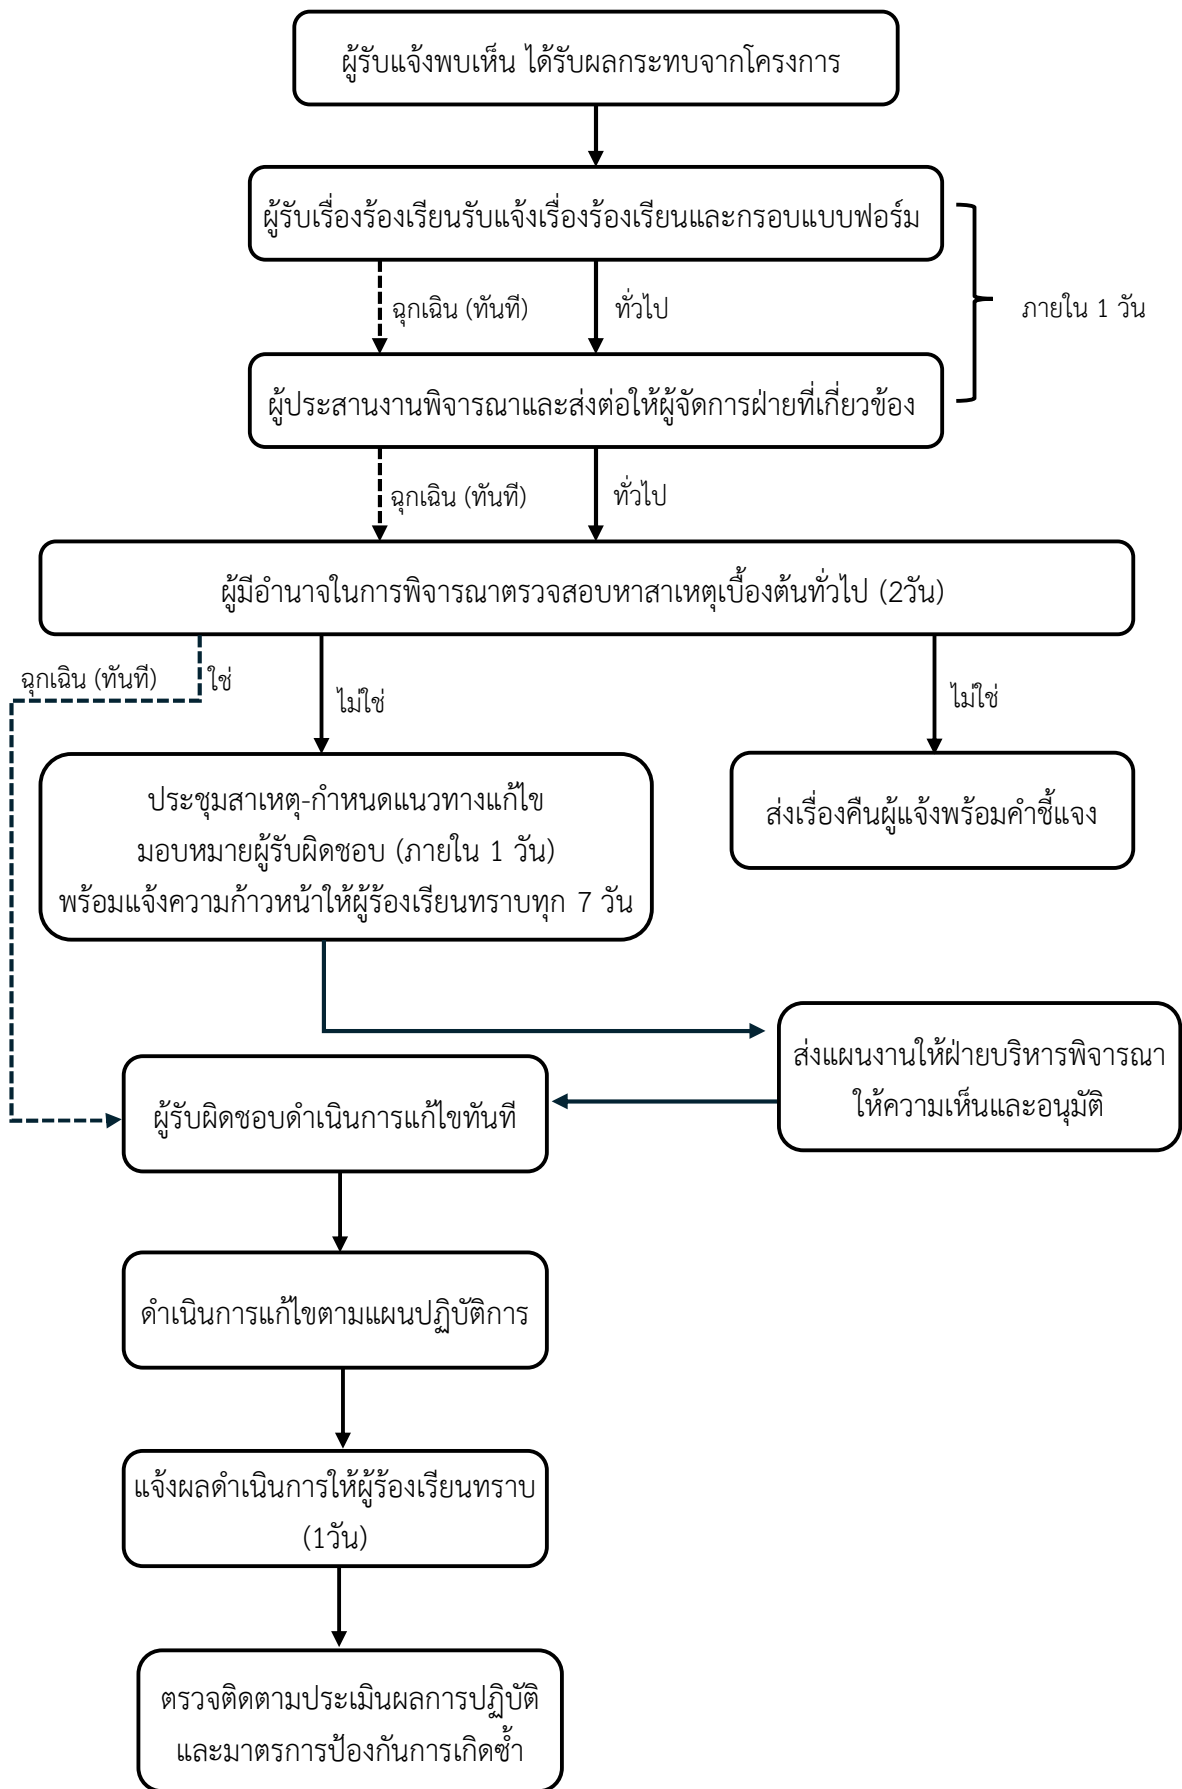 ผู้รับแจ้งพบเห็น ได้รับผลกระทบจากโครงการ
ผู้รับเรื่องร้องเรียนรับแจ้งเรื่องร้องเรียนและกรอบแบบฟอร์ม
ฉุกเฉิน (ทันที)
ทั่วไป
ภายใน 1 วัน
ผู้ประสานงานพิจารณาและส่งต่อให้ผู้จัดการฝ่ายที่เกี่ยวข้อง
ฉุกเฉิน (ทันที)
ทั่วไป
ผู้มีอำนาจในการพิจารณาตรวจสอบหาสาเหตุเบื้องต้นทั่วไป (2วัน)
ฉุกเฉิน (ทันที)
ใช่
ไม่ใช่
ไม่ใช่
ประชุมสาเหตุ-กำหนดแนวทางแก้ไข
มอบหมายผู้รับผิดชอบ (ภายใน 1 วัน)
พร้อมแจ้งความก้าวหน้าให้ผู้ร้องเรียนทราบทุก 7 วัน
ส่งเรื่องคืนผู้แจ้งพร้อมคำชี้แจง
ส่งแผนงานให้ฝ่ายบริหารพิจารณา
ให้ความเห็นและอนุมัติ
ผู้รับผิดชอบดำเนินการแก้ไขทันที
ดำเนินการแก้ไขตามแผนปฏิบัติการ
แจ้งผลดำเนินการให้ผู้ร้องเรียนทราบ
(1วัน)
ตรวจติดตามประเมินผลการปฏิบัติ
และมาตรการป้องกันการเกิดซ้ำ